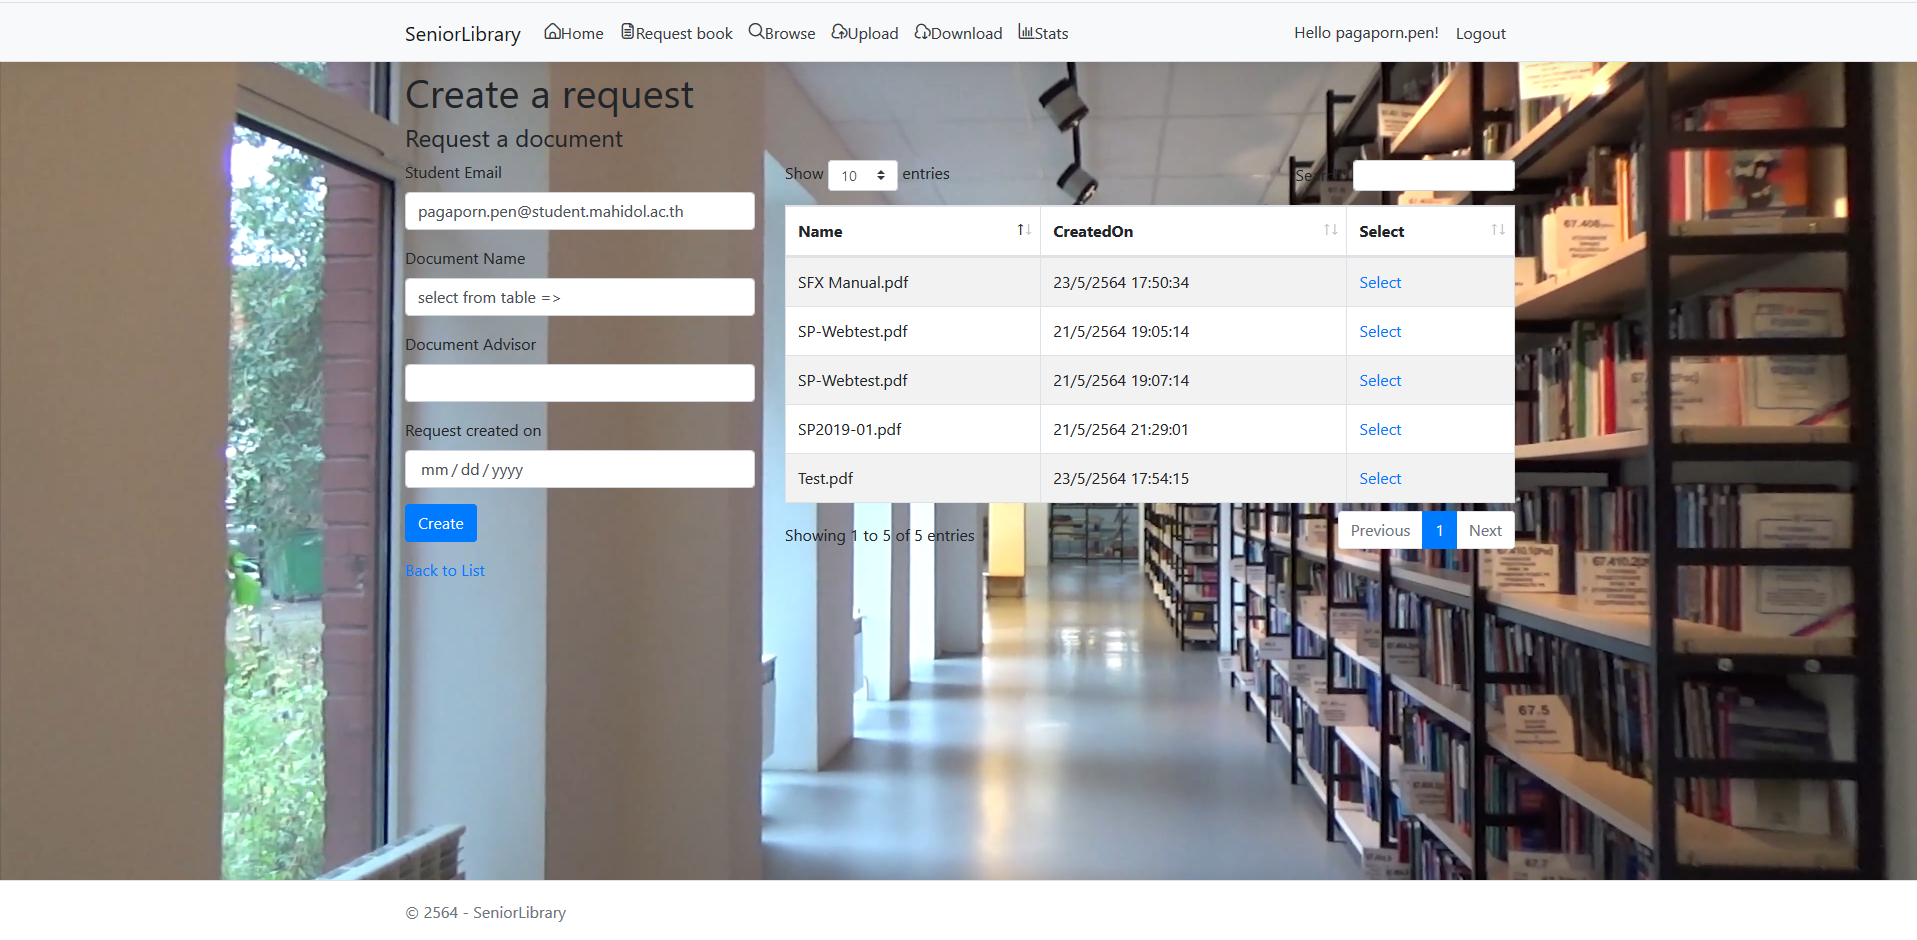 SeniorLibrary Home Request book Browse Upload Download Stats Hello pagaporn.pen! Logout
Create a request
Request a document
Student Email
pagaporn.pen@student.mahidol.ac.th
Document Name
select from table =>
Document Advisor
Request created on
mm / dd / yyyy
Create
Back to List
Show 10 entries
Name CreatedOn Select
SFX Manual.pdf 23/5/2564 17:50:34 Select
SP-Webtest.pdf 21/5/2564 19:05:14 Select
SP-Webtest.pdf 21/5/2564 19:07:14 Select
SP2019-01.pdf 21/5/2564 21:29:01 Select
Test.pdf 23/5/2564 17:54:15 Select
Showing 1 to 5 of 5 entries
Previous 1 Next
67.5
67.7
© 2564 - SeniorLibrary